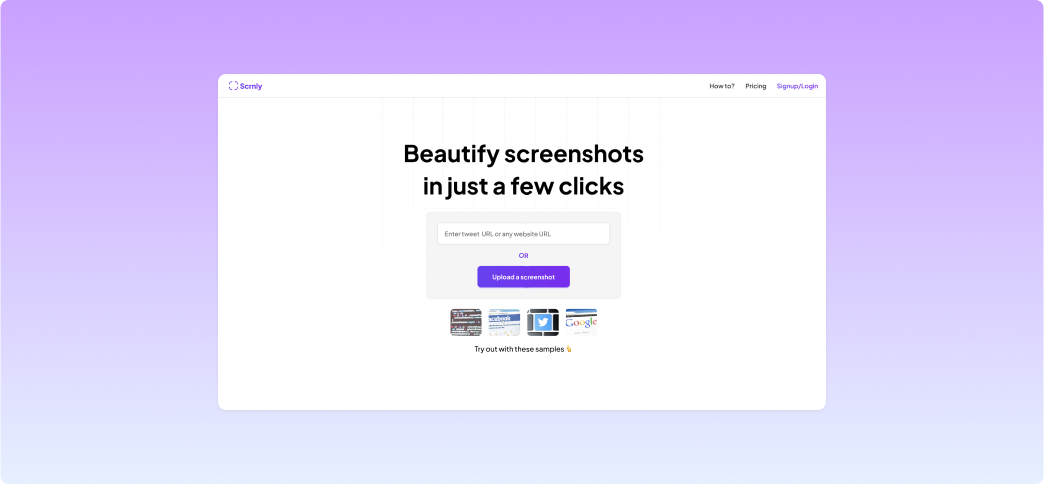 Scrnly
How to? Pricing Signup/Login
Beautify screenshots
in just a few clicks
Enter tweet URL or any website URL
OR
Upload a screenshot
acebook
Google
Try out with these samples 👆